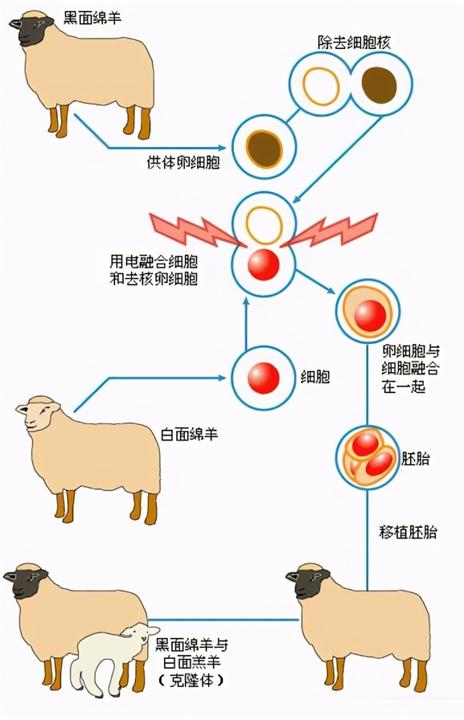 黑面绵羊
除去细胞核
供体卵细胞
用电融合细胞
和去核卵细胞
卵细胞与
细胞融合
在一起
细胞
白面绵羊
胚胎
移植胚胎
黑面绵羊与
白面羔羊
（克隆体）